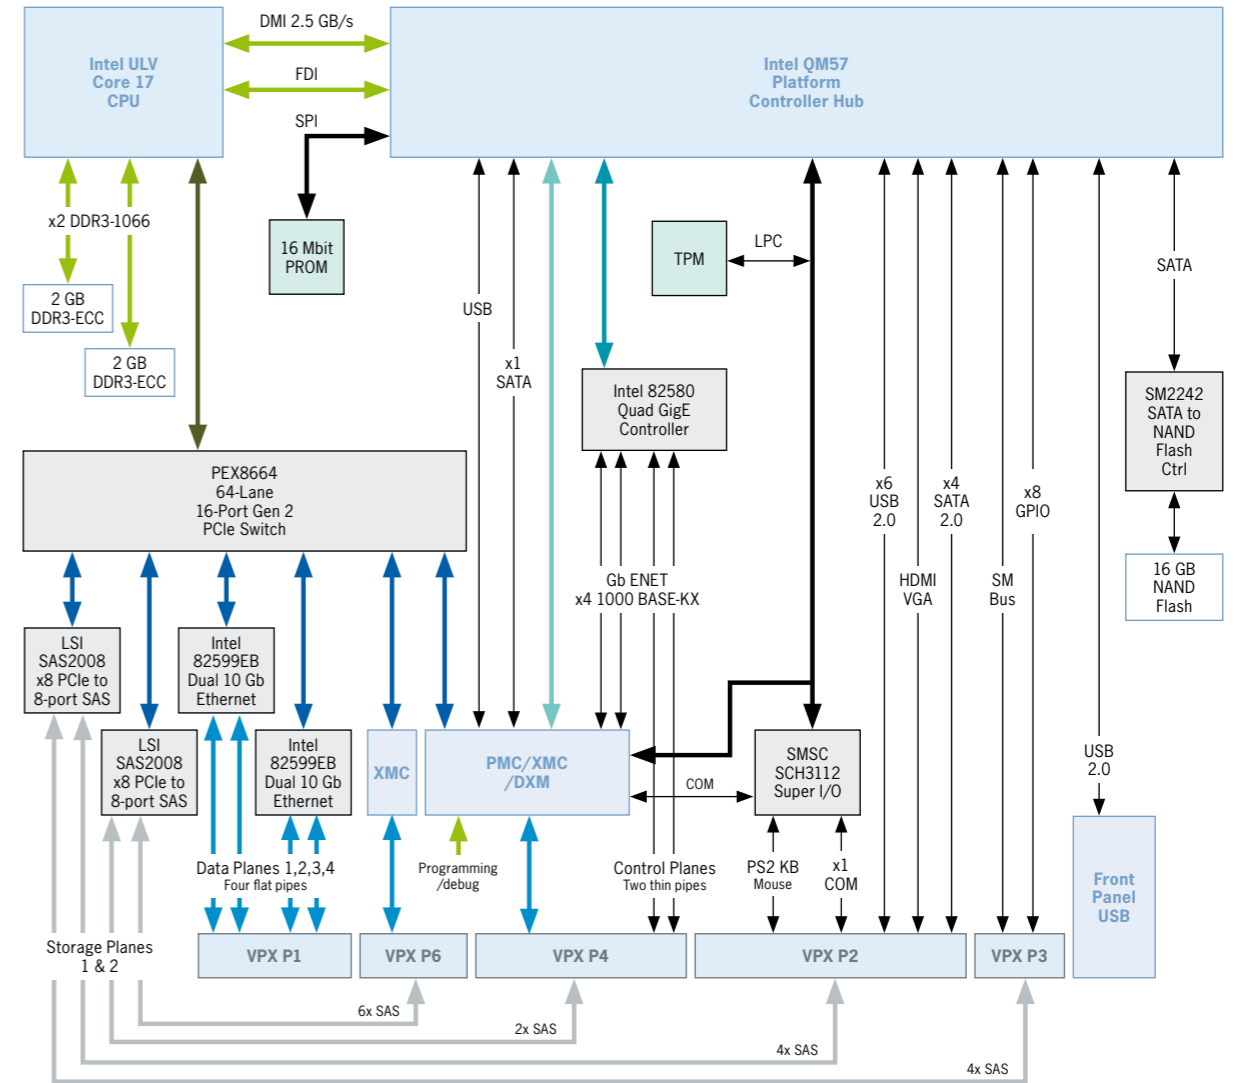 DMI 2.5 GB/s
Intel ULV
Core 17
CPU
Intel QM57
Platform
Controller Hub
FDI
SPI
x2 DDR3-1066
16 Mbit
PROM
TPM
LPC
SATA
2 GB
DDR3-ECC
USB
2 GB
DDR3-ECC
x1
SATA
Intel 82580
Quad GigE
Controller
SM2242
SATA to
NAND
Flash
Ctrl
PEX8664
64-Lane
16-Port Gen 2
PCIe Switch
x6
USB
2.0
x4
SATA
2.0
x8
GPIO
Gb ENET
x4 1000 BASE-KX
HDMI
VGA
SM
Bus
16 GB
NAND
Flash
LSI
SAS2008
x8 PCIe to
8-port SAS
Intel
82599EB
Dual 10 Gb
Ethernet
LSI
SAS2008
x8 PCIe to
8-port SAS
Intel
82599EB
Dual 10 Gb
Ethernet
XMC
PMC/XMC
/DXM
COM
SMSC
SCH3112
Super I/O
USB
2.0
Data Planes 1,2,3,4
Four flat pipes
Programming
/debug
Control Planes
Two thin pipes
PS2 KB
Mouse
x1
COM
Front
Panel
USB
Storage Planes
1 & 2
VPX P1
VPX P6
VPX P4
VPX P2
VPX P3
6x SAS
2x SAS
4x SAS
4x SAS